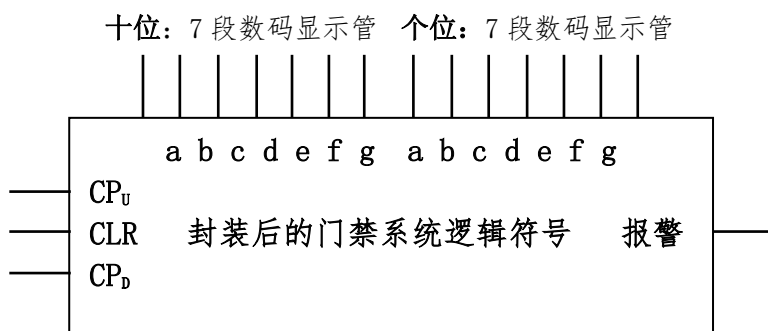 十位：7段数码显示管 个位：7段数码显示管
a b c d e f g a b c d e f g
CPU
CLR 封装后的门禁系统逻辑符号 报警
CPD